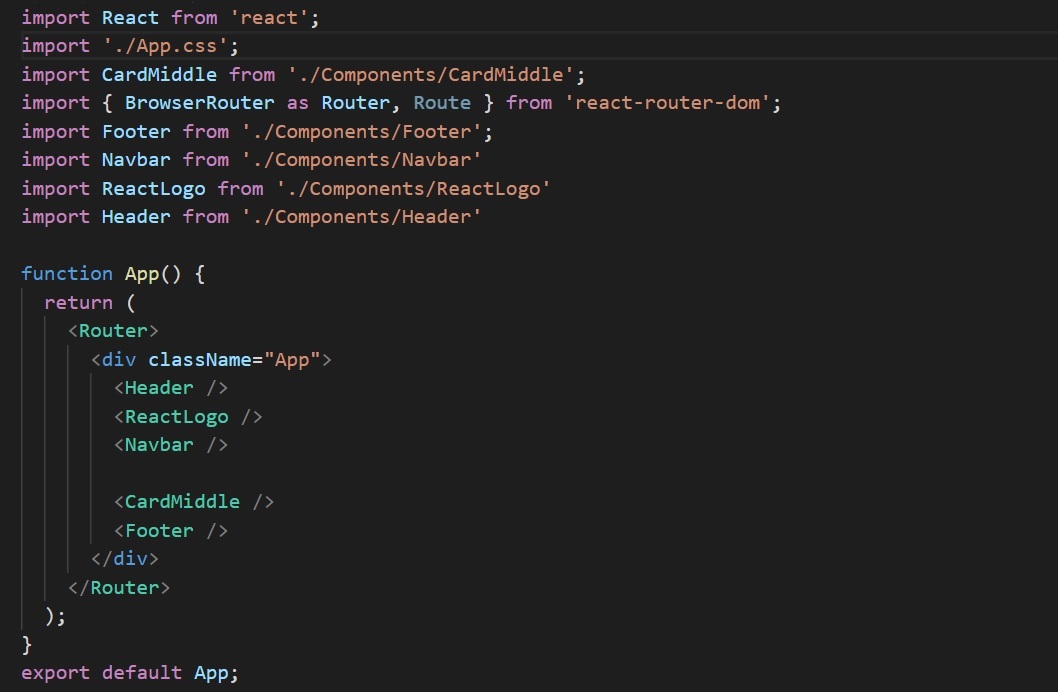 import React from 'react';
import './App.css';
import CardMiddle from './Components/CardMiddle';
import { BrowserRouter as Router, Route } from 'react-router-dom';
import Footer from './Components/Footer';
import Navbar from './Components/Navbar'
import ReactLogo from './Components/ReactLogo'
import Header from './Components/Header'

function App() {
  return (
    <Router>
      <div className="App">
        <Header />
        <ReactLogo />
        <Navbar />

        <CardMiddle />
        <Footer />
      </div>
    </Router>
  );
}
export default App;